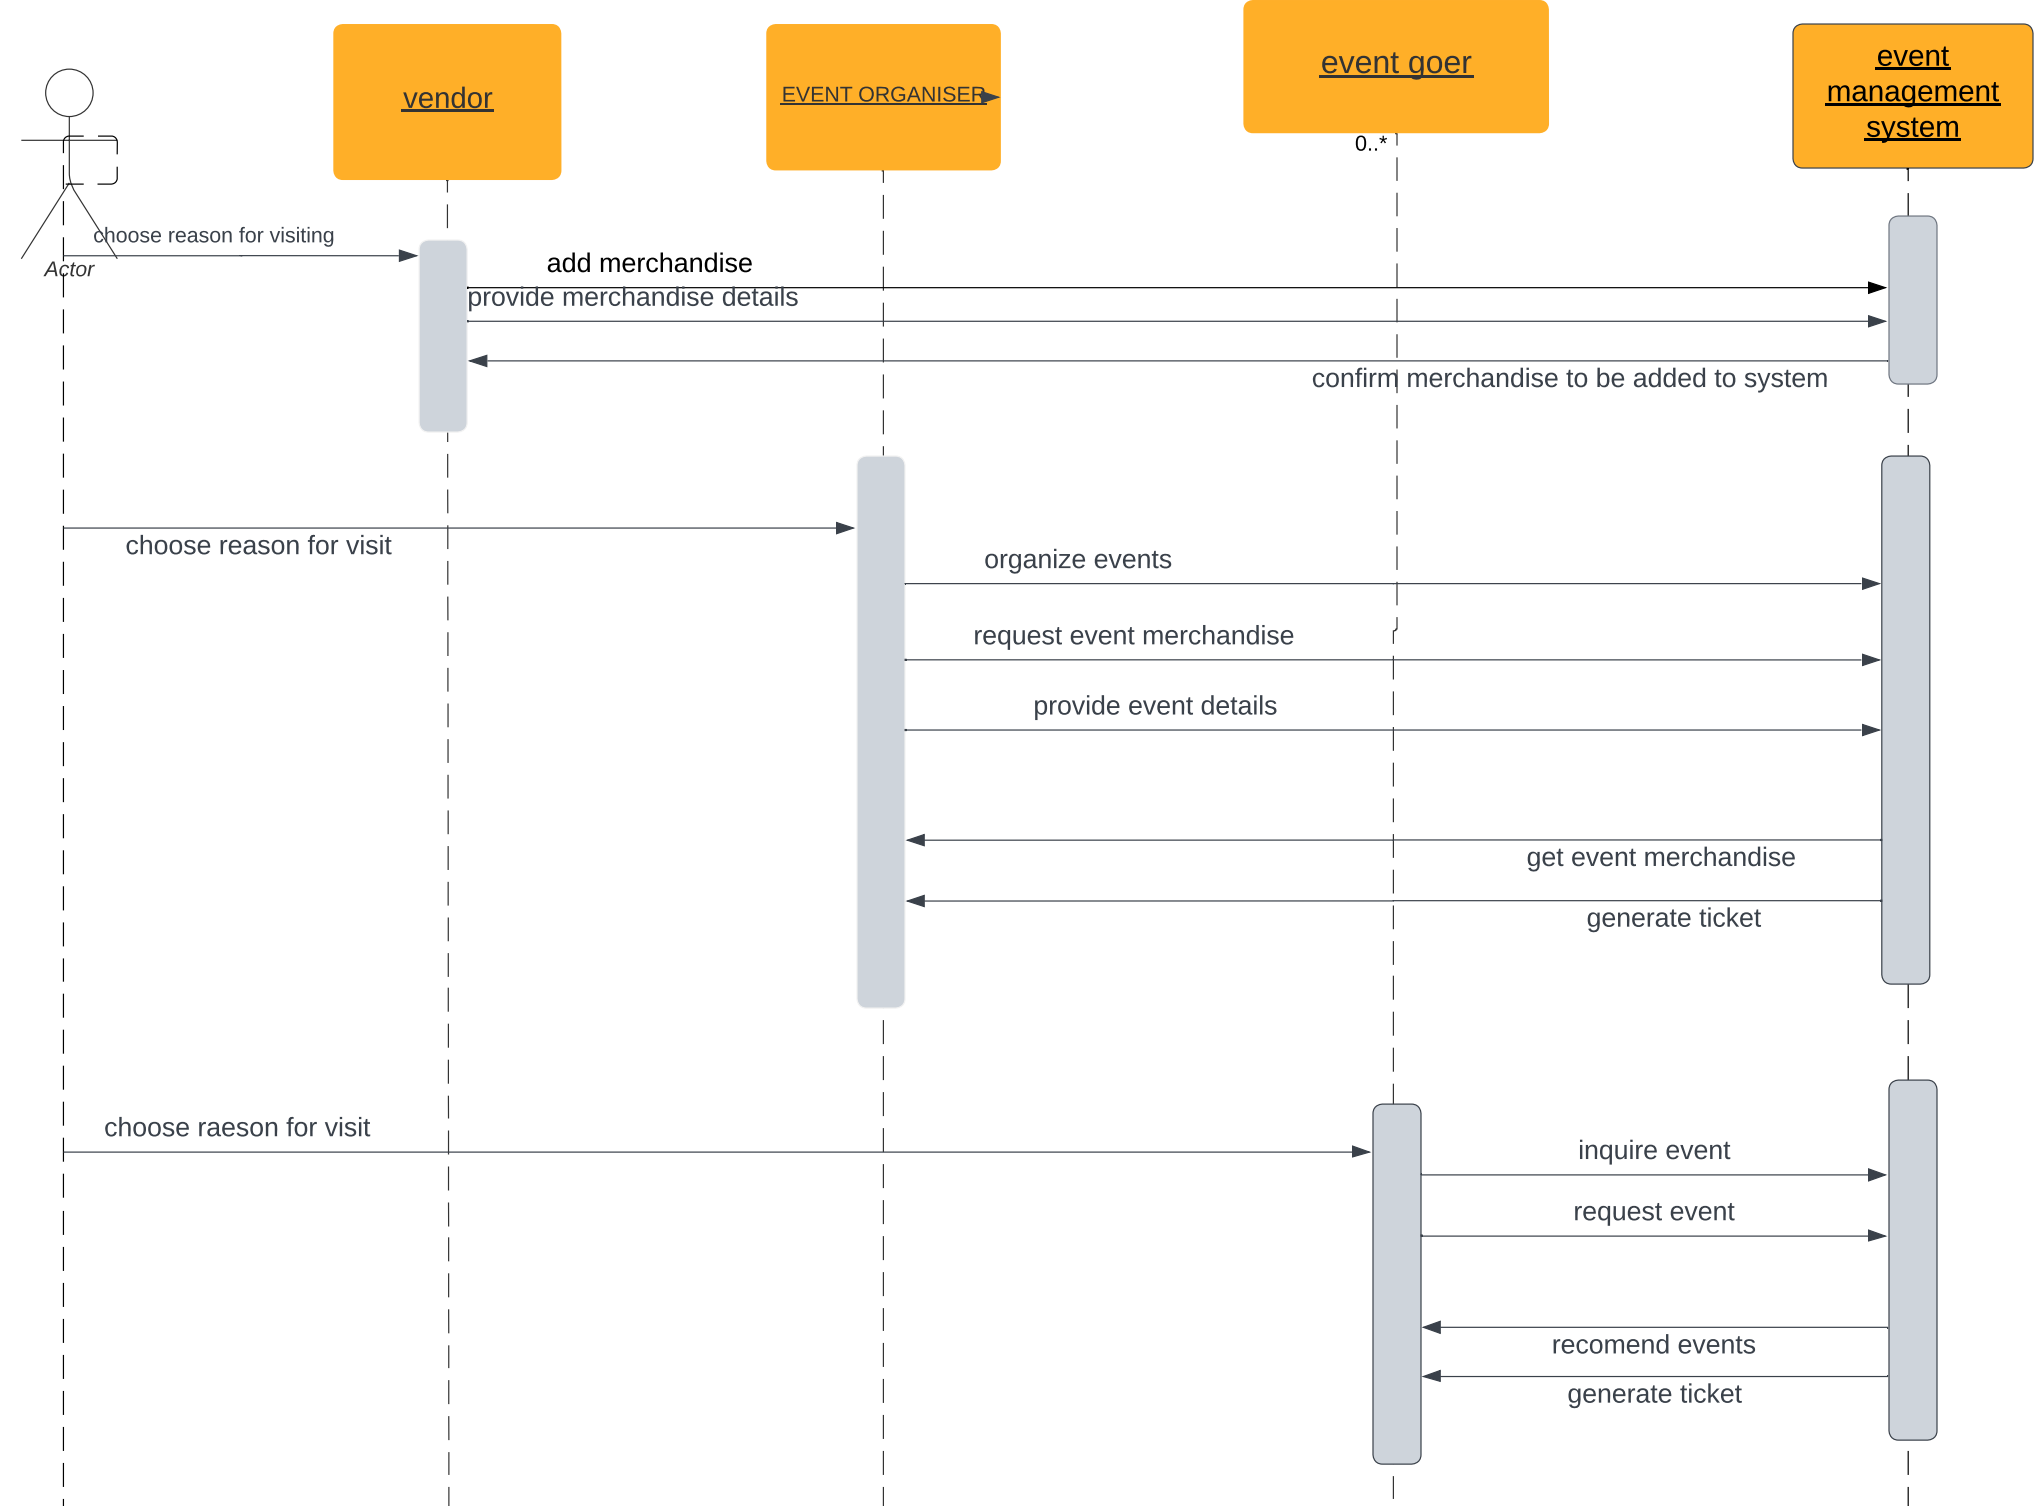 vendor
EVENT ORGANISER
event goer
event
management
system
0..*
choose reason for visiting
Actor
add merchandise
provide merchandise details
confirm merchandise to be added to system
choose reason for visit
organize events
request event merchandise
provide event details
get event merchandise
generate ticket
choose raeson for visit
inquire event
request event
recomend events
generate ticket